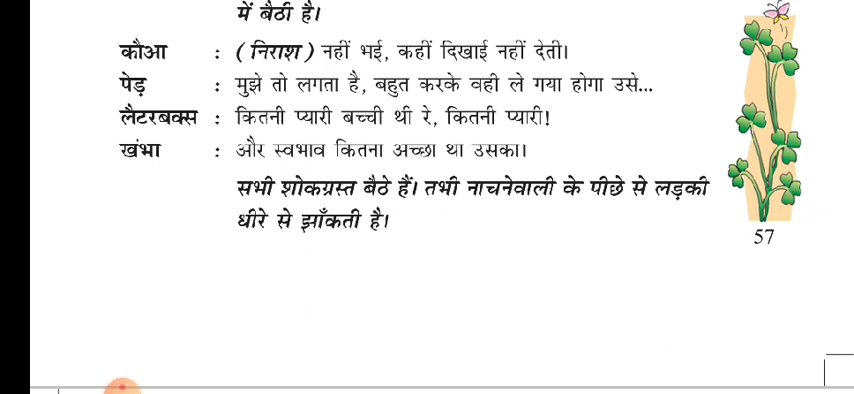 में बैठी है।
कौआ : ( निराश ) नहीं भई, कहीं दिखाई नहीं देती।
पेड़ : मुझे तो लगता है, बहुत करके वही ले गया होगा उसे...
लैटरबक्स : कितनी प्यारी बच्ची थी रे, कितनी प्यारी!
खंभा : और स्वभाव कितना अच्छा था उसका।
सभी शोकग्रस्त बैठे हैं। तभी नाचनेवाली के पीछे से लड़की
धीरे से झाँकती है।
57